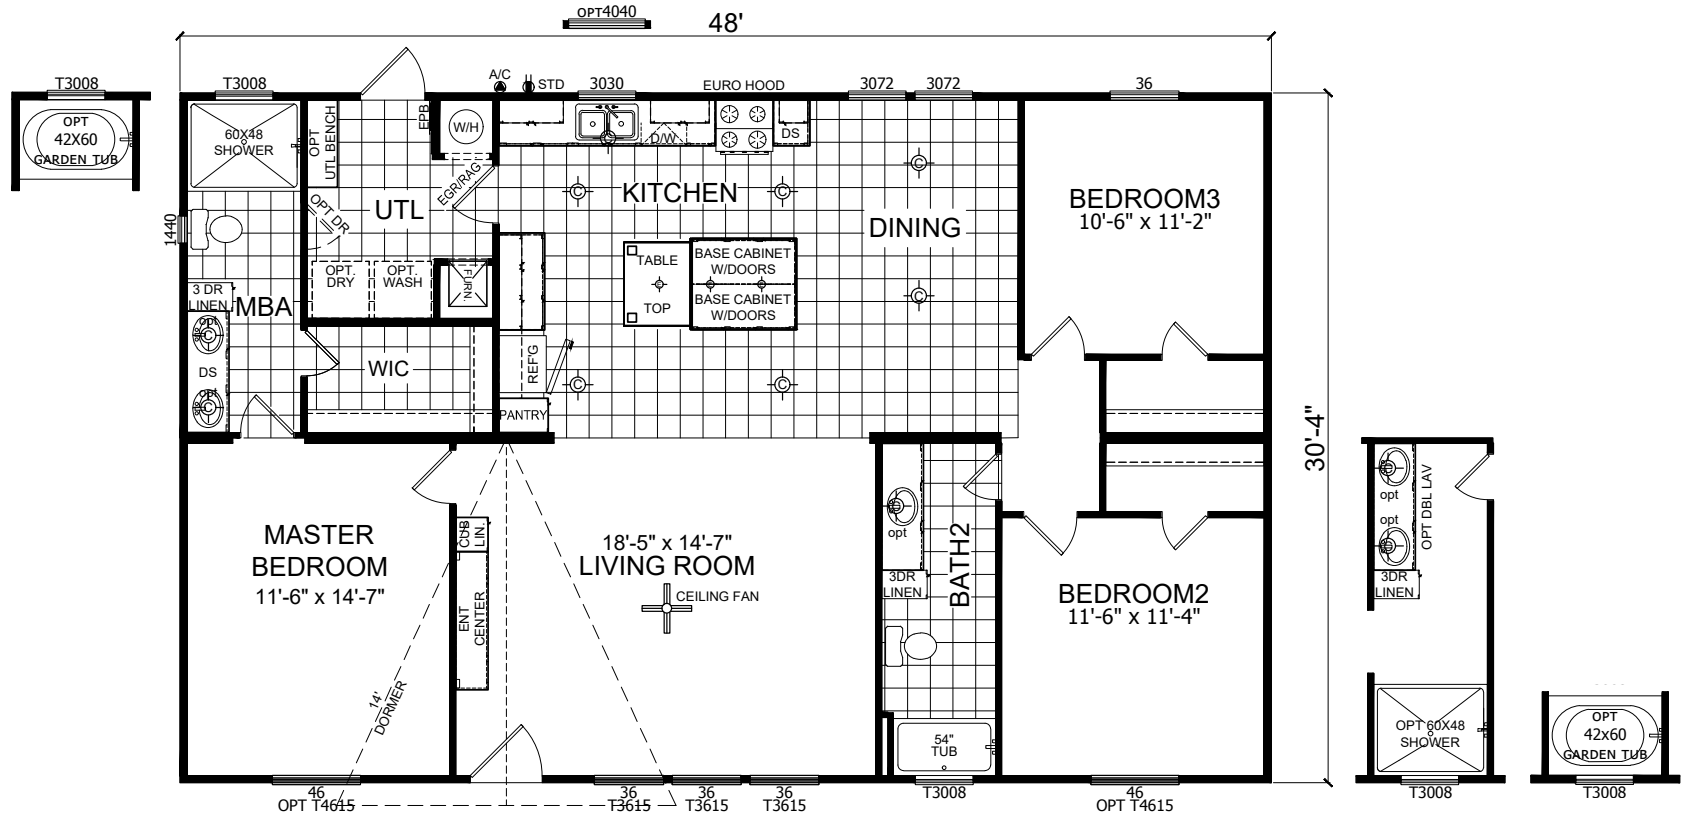 OPT4040
48'
T3008
OPT
42X60
GARDEN TUB
T3008
A/C
STD
3030
EURO HOOD
3072
3072
36
60X48
SHOWER
OPT
UTL BENCH
EPB
W/H
D/W
DS
EGR/RAG
KITCHEN
UTL
OPT DR
DINING
BEDROOM3
10'-6" x 11'-2"
1440
OPT.
DRY
OPT.
WASH
FURN.
TABLE
TOP
BASE CABINET
W/DOORS
BASE CABINET
W/DOORS
3 DR
LINEN
MBA
opt
DS
opt
WIC
REF'G
PANTRY
30'-4"
MASTER
BEDROOM
11'-6" x 14'-7"
CUB
LIN.
ENT
CENTER
18'-5" x 14'-7"
LIVING ROOM
CEILING FAN
14'
DORMER
opt
3DR
LINEN
BATH2
54"
TUB
BEDROOM2
11'-6" x 11'-4"
opt
opt
OPT DBL LAV
3DR
LINEN
OPT 60X48
SHOWER
OPT
42x60
GARDEN TUB
46
OPT T4615
36
T3615
36
T3615
36
T3615
T3008
46
OPT T4615
T3008
T3008